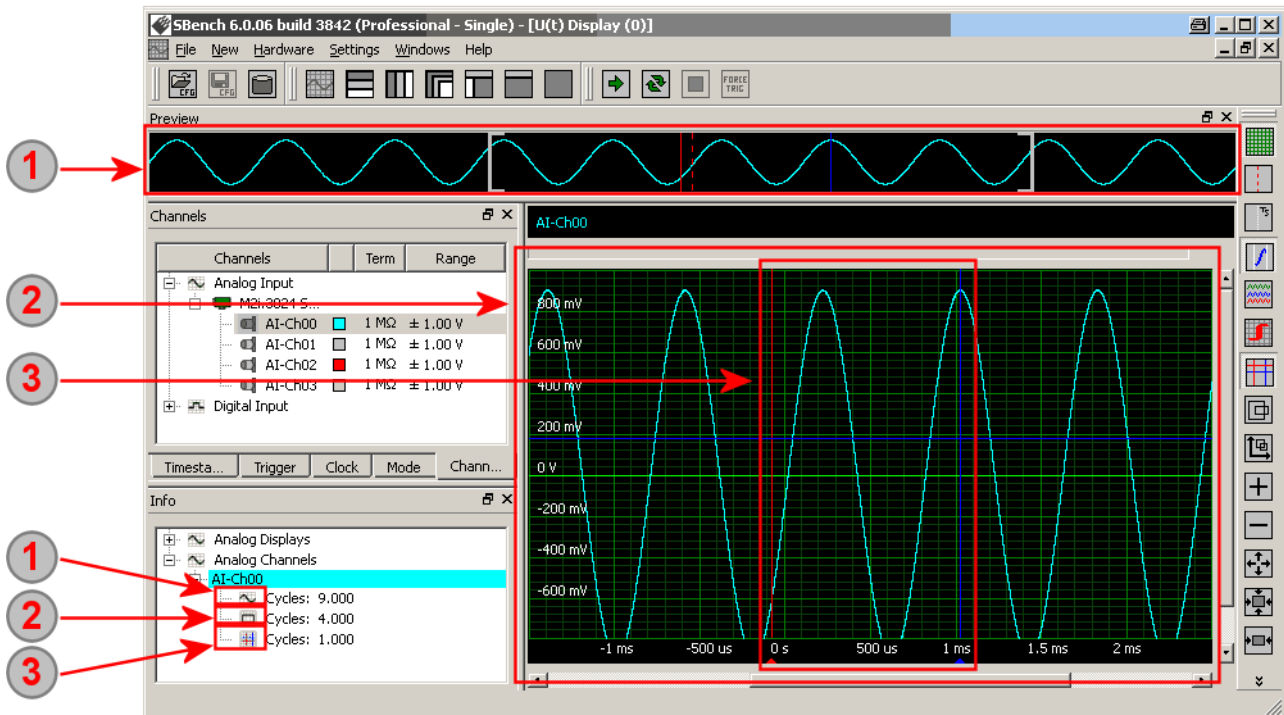 SBench 6.0.06 build 3842 (Professional - Single) - [U(t) Display (0)]
File New Hardware Settings Windows Help
CFG CFG FORCE TRIG
Preview
1
Channels
AI-Ch00
Ts
Channels Term Range
Analog Input
2
M2i.3024 S...
AI-Ch00 1 MΩ ± 1.00 V
AI-Ch01 1 MΩ ± 1.00 V
AI-Ch02 1 MΩ ± 1.00 V
3
AI-Ch03 1 MΩ ± 1.00 V
Digital Input
Timesta... Trigger Clock Mode Chann...
800 mV
600 mV
400 mV
200 mV
0 V
-200 mV
-400 mV
-600 mV
-1 ms -500 us 0 s 500 us 1 ms 1.5 ms 2 ms
Info
Analog Displays
1
Analog Channels
AI-Ch00
Cycles: 9.000
2
Cycles: 4.000
3
Cycles: 1.000